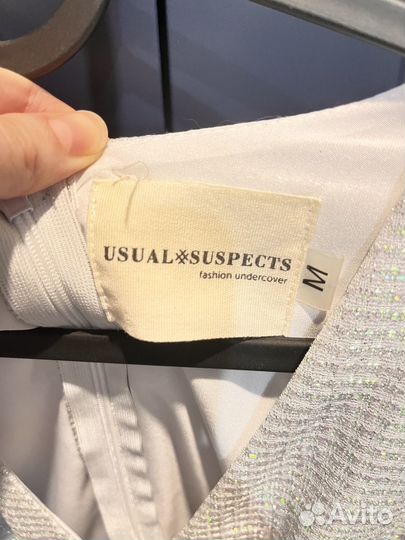 USUAL SUSPECTS
fashion undercover
M
Avito